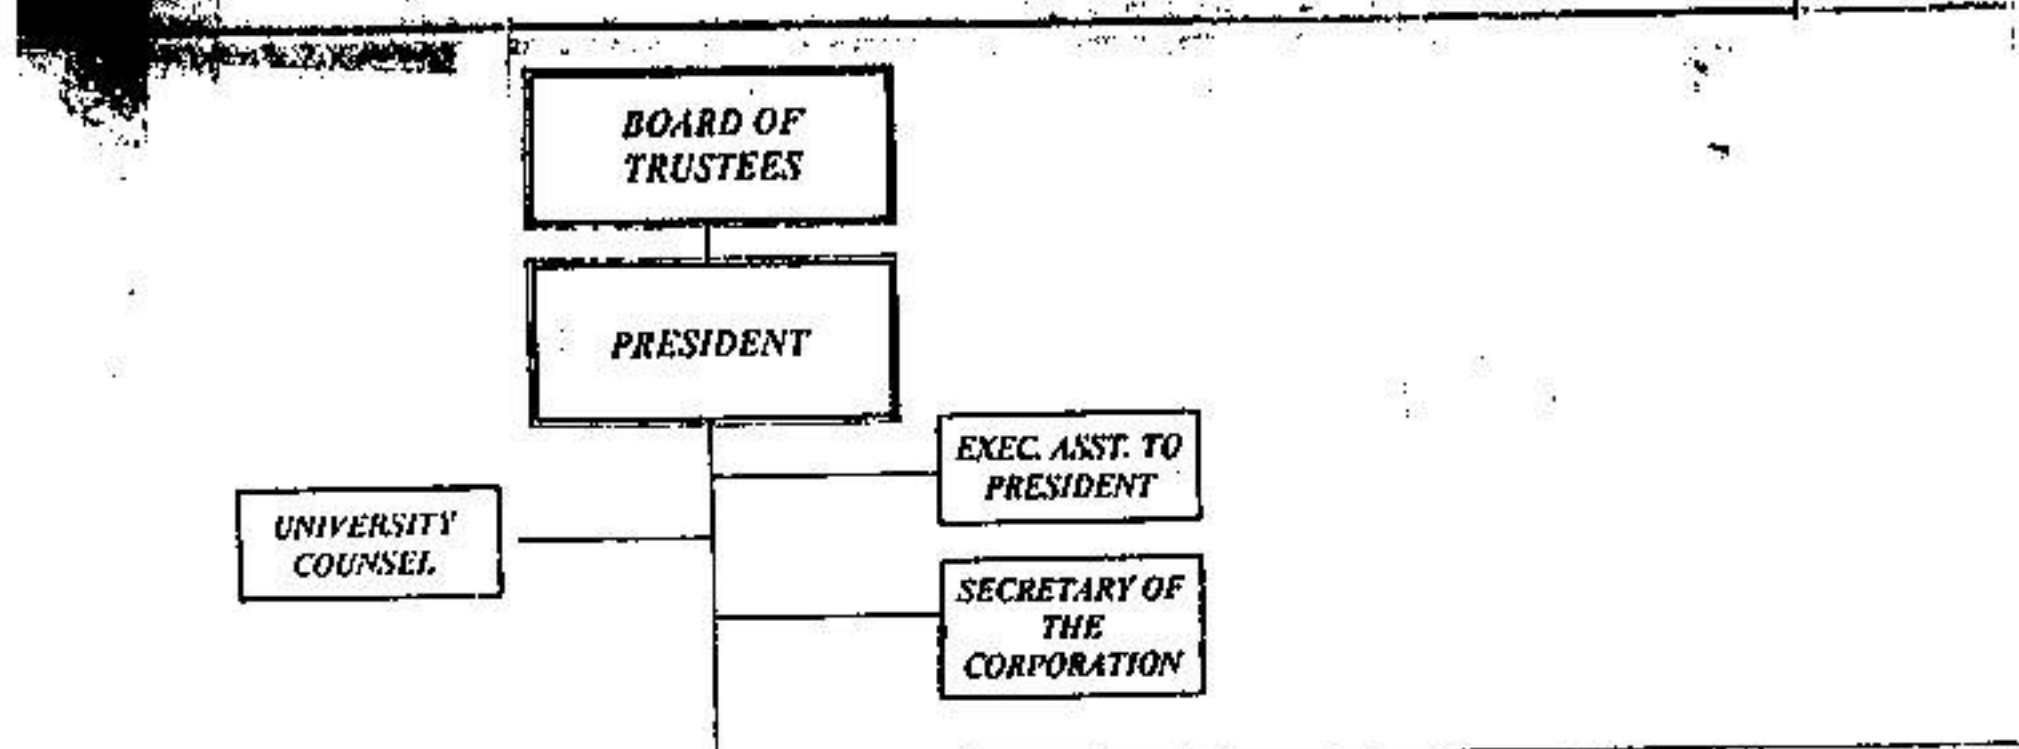 BOARD OF
TRUSTEES
PRESIDENT
EXEC. ASST. TO
PRESIDENT
UNIVERSITY
COUNSEL
SECRETARY OF
THE
CORPORATION